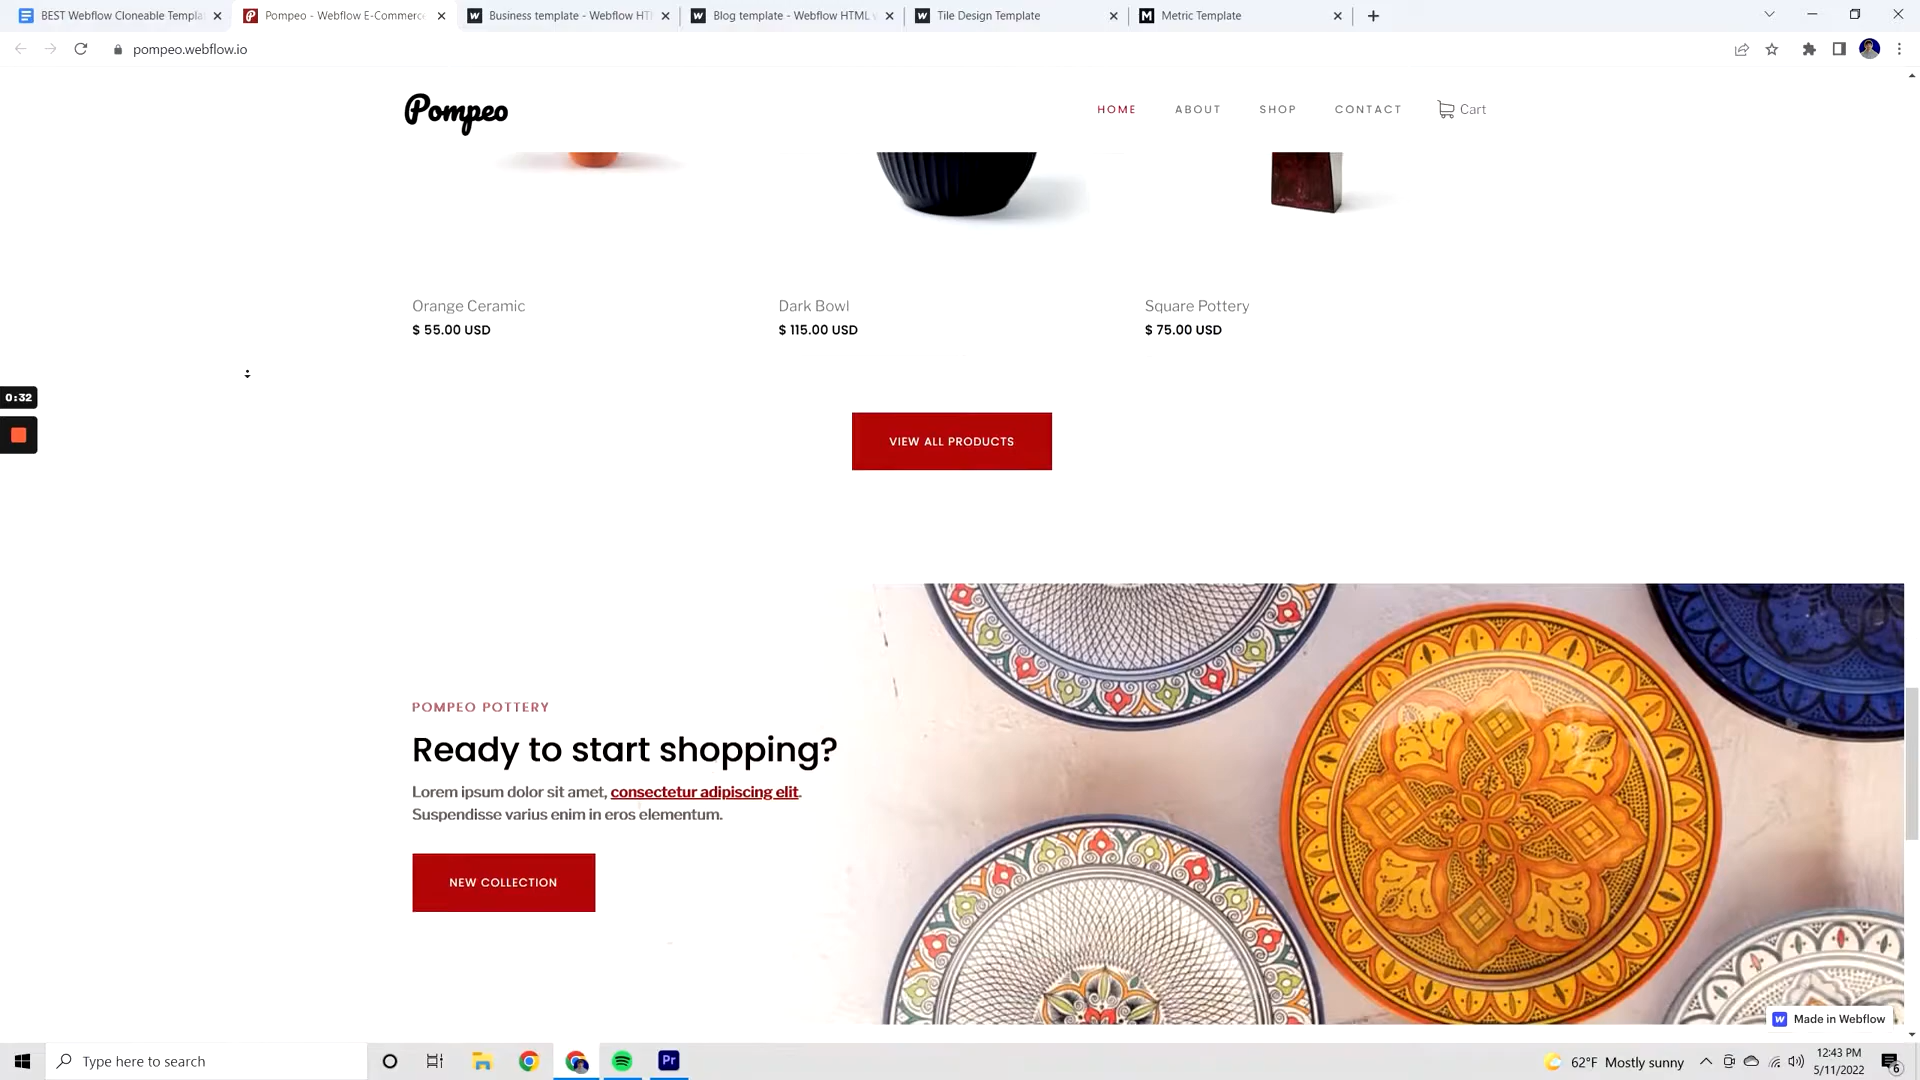 BEST Webflow Cloneable Templa
Pompeo - Webflow E-Commerce
Business template - Webflow HT
Blog template - Webflow HTML w
Tile Design Template
Metric Template
pompeo.webflow.io
Pompeo
HOME
ABOUT
SHOP
CONTACT
Cart
Orange Ceramic
Dark Bowl
Square Pottery
$ 55.00 USD
$ 115.00 USD
$ 75.00 USD
0:32
VIEW ALL PRODUCTS
POMPEO POTTERY
Ready to start shopping?
Lorem ipsum dolor sit amet, consectetur adipiscing elit.
Suspendisse varius enim in eros elementum.
NEW COLLECTION
Made in Webflow
Type here to search
Pr
62°F Mostly sunny
12:43 PM
5/11/2022
6